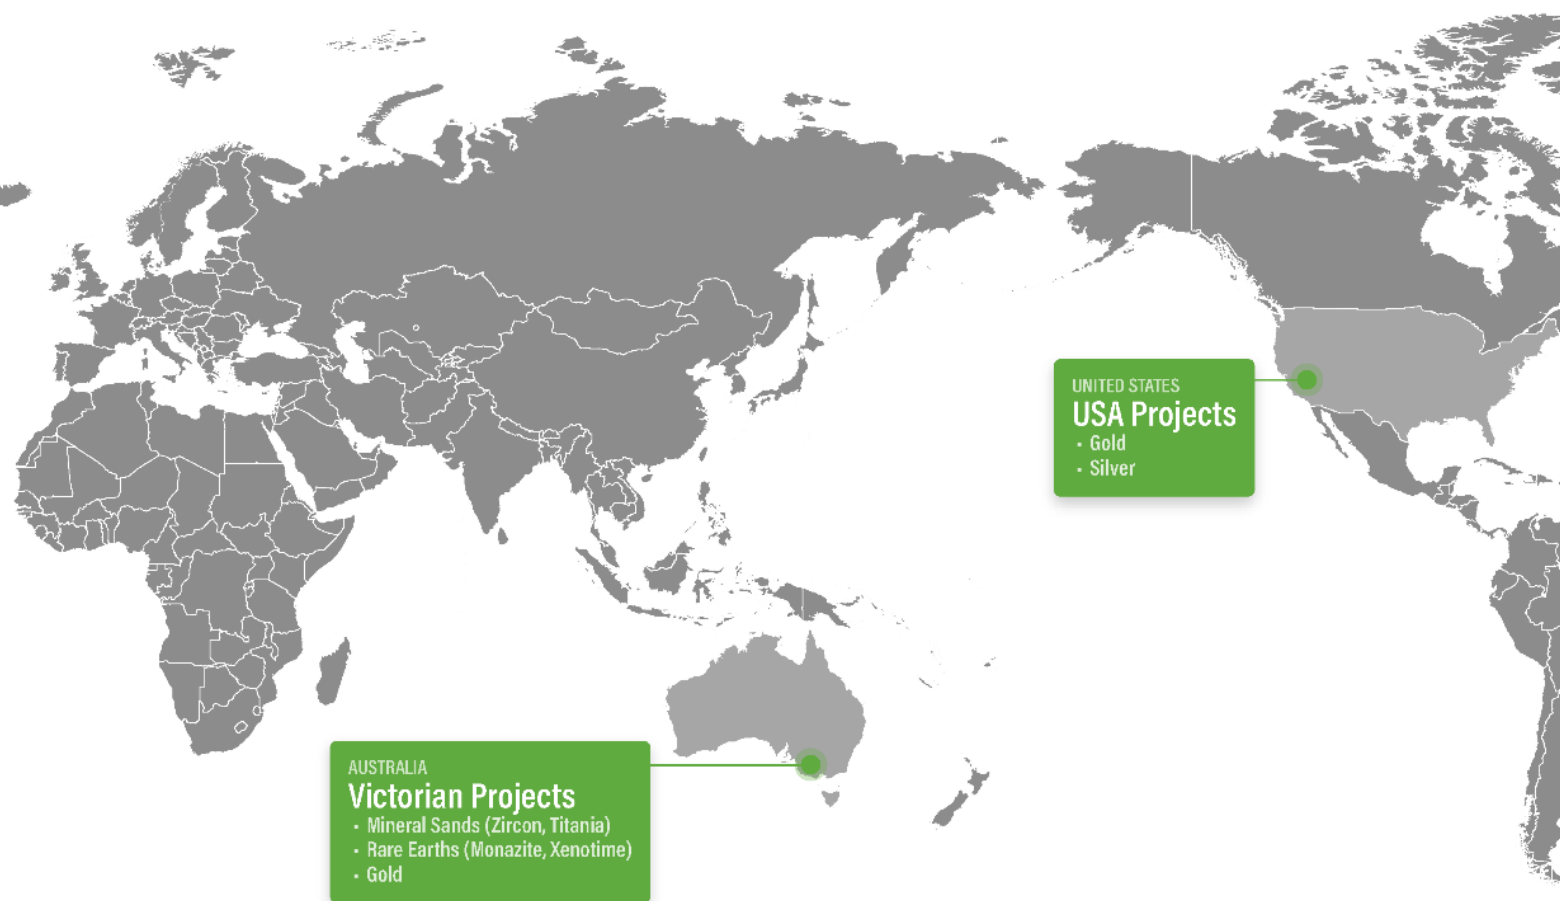 UNITED STATES
USA Projects
• Gold
• Silver
AUSTRALIA
Victorian Projects
• Mineral Sands (Zircon, Titania)
• Rare Earths (Monazite, Xenotime)
• Gold